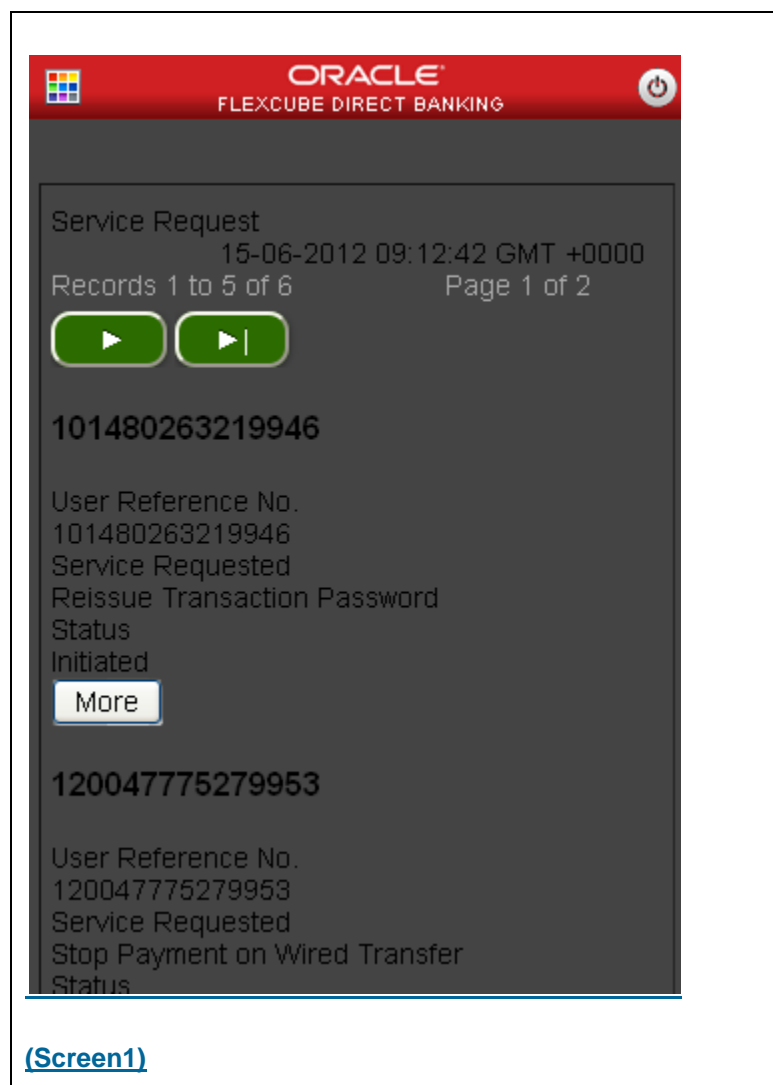 ORACLE
FLEXCUBE DIRECT BANKING
Service Request
15-06-2012 09:12:42 GMT +0000
Records 1 to 5 of 6 Page 1 of 2
101480263219946
User Reference No.
101480263219946
Service Requested
Reissue Transaction Password
Status
Initiated
More
120047775279953
User Reference No.
120047775279953
Service Requested
Stop Payment on Wired Transfer
Status
(Screen1)